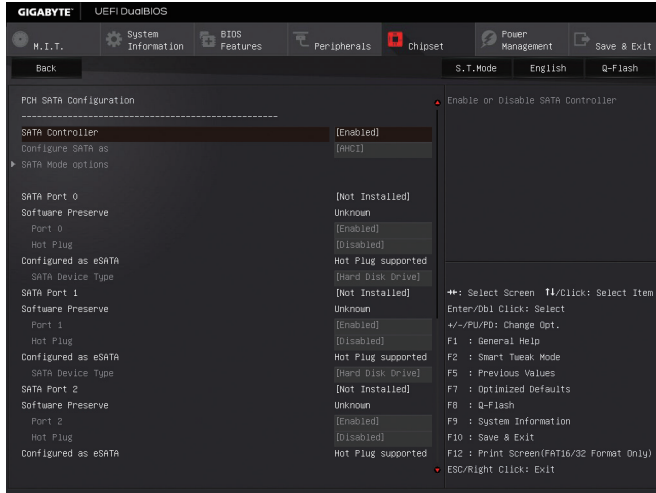 GIGABYTE™ UEFI DualBIOS
M.I.T. System Information BIOS Features Peripherals Chipset Power Management Save & Exit
Back S.T.Mode English Q-Flash
PCH SATA Configuration
--------------------------------------------------
SATA Controller [Enabled]
Configure SATA as [AHCI]
SATA Mode options
SATA Port 0 [Not Installed]
Software Preserve Unknown
Port 0 [Enabled]
Hot Plug [Disabled]
Configured as eSATA Hot Plug supported
SATA Device Type [Hard Disk Drive]
SATA Port 1 [Not Installed]
Software Preserve Unknown
Port 1 [Enabled]
Hot Plug [Disabled]
Configured as eSATA Hot Plug supported
SATA Device Type [Hard Disk Drive]
SATA Port 2 [Not Installed]
Software Preserve Unknown
Port 2 [Enabled]
Hot Plug [Disabled]
Configured as eSATA Hot Plug supported
Enable or Disable SATA Controller
→←: Select Screen ↑↓/Click: Select Item
Enter/Dbl Click: Select
+/-/PU/PD: Change Opt.
F1 : General Help
F2 : Smart Tweak Mode
F5 : Previous Values
F7 : Optimized Defaults
F8 : Q-Flash
F9 : System Information
F10 : Save & Exit
F12 : Print Screen(FAT16/32 Format Only)
ESC/Right Click: Exit